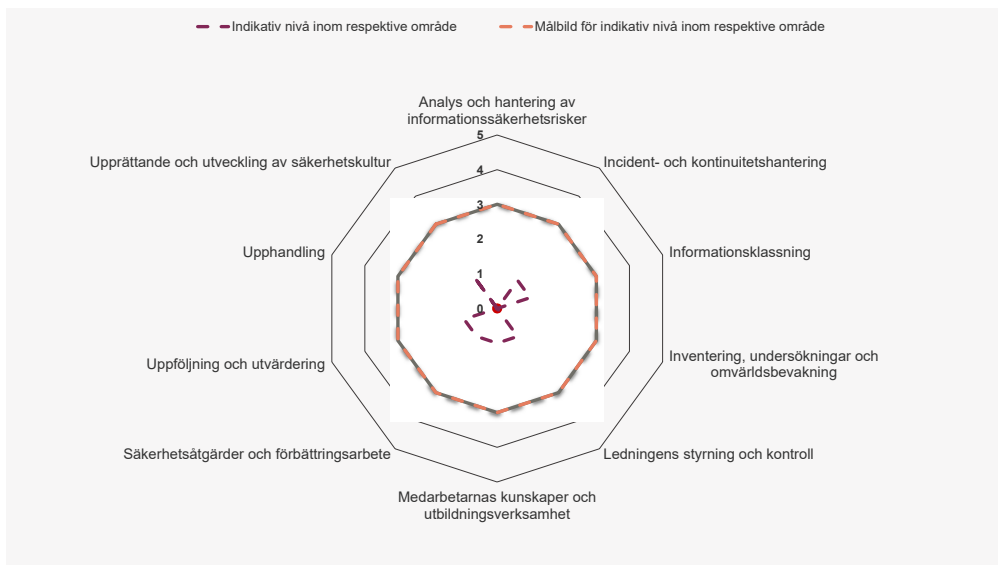 Indikativ nivå inom respektive område
Målbild för indikativ nivå inom respektive område
Analys och hantering av
informationssäkerhetsrisker
5
Upprättande och utveckling av säkerhetskultur
Incident- och kontinuitetshantering
4
3
2
Upphandling
Informationsklassning
1
0
Uppföljning och utvärdering
Inventering, undersökningar och
omvärldsbevakning
Säkerhetsåtgärder och förbättringsarbete
Ledningens styrning och kontroll
Medarbetarnas kunskaper och
utbildningsverksamhet